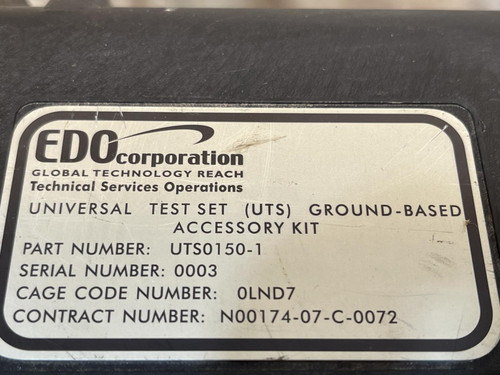 EDO corporation
GLOBAL TECHNOLOGY REACH
Technical Services Operations
UNIVERSAL TEST SET (UTS) GROUND-BASED
ACCESSORY KIT
PART NUMBER: UTS0150-1
SERIAL NUMBER: 0003
CAGE CODE NUMBER: 0LND7
CONTRACT NUMBER: N00174-07-C-0072